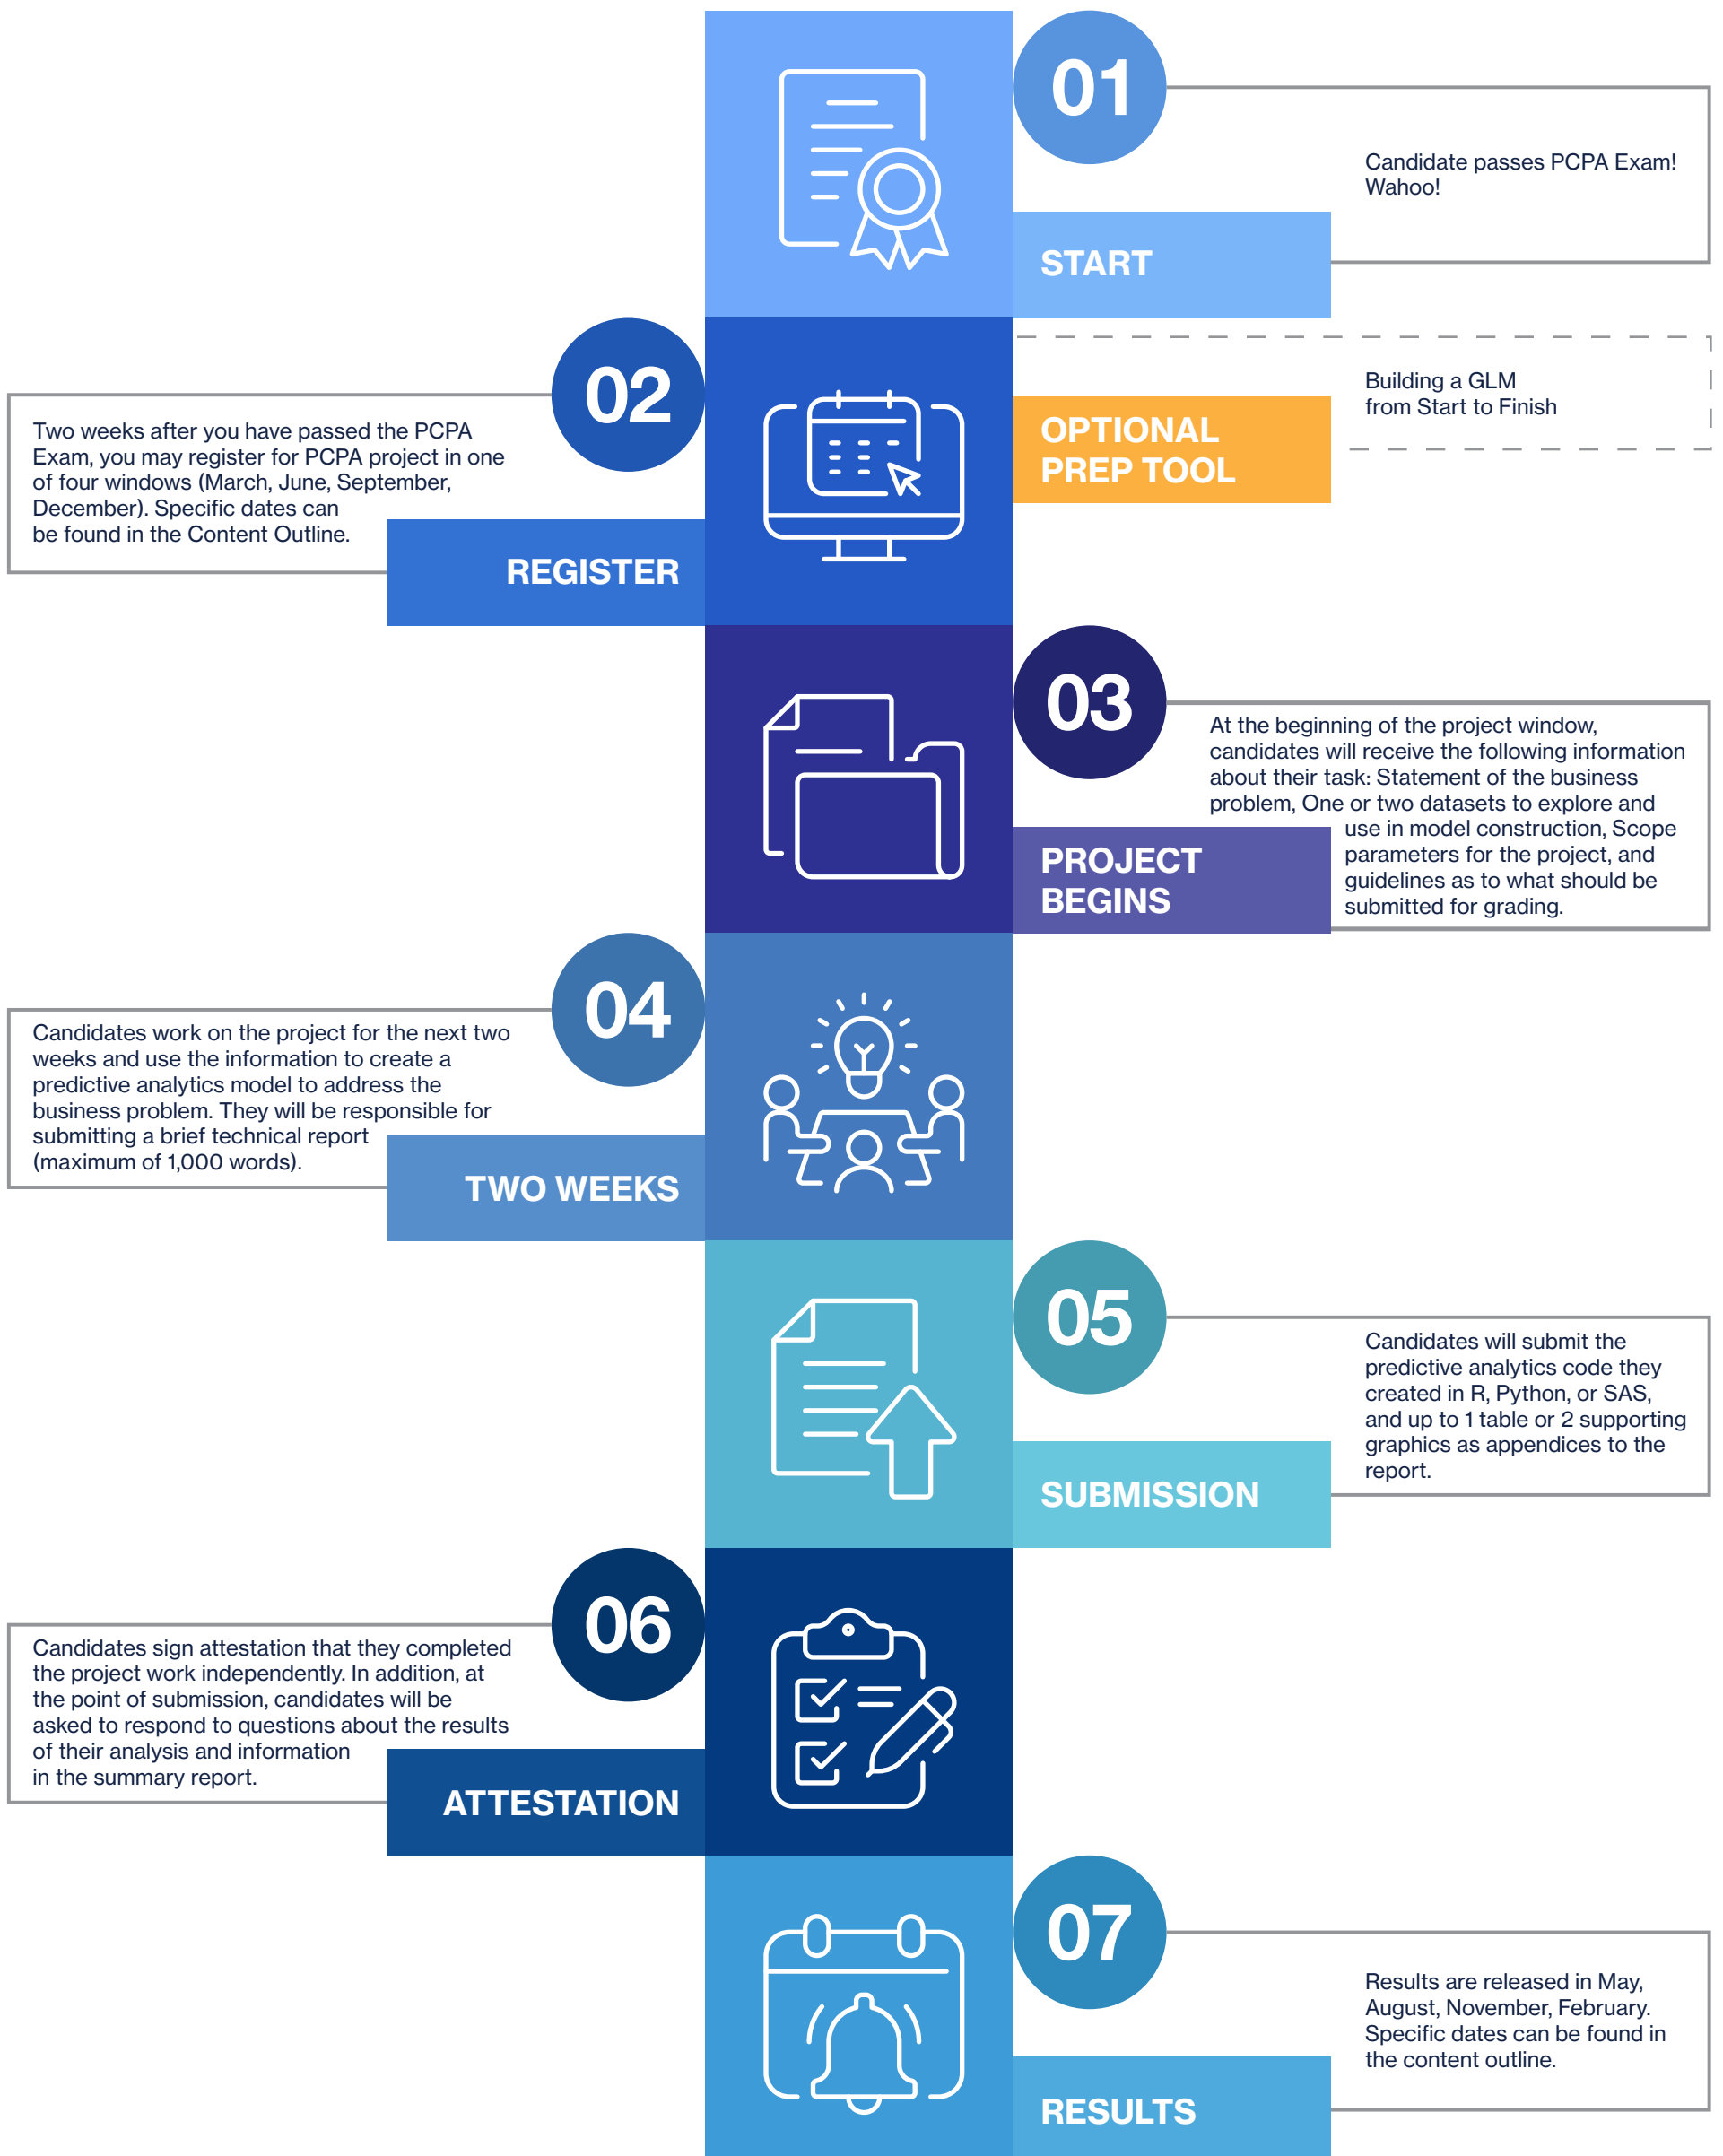 01
Candidate passes PCPA Exam!
Wahoo!
START
02
Two weeks after you have passed the PCPA
Exam, you may register for PCPA project in one
of four windows (March, June, September,
December). Specific dates can
be found in the Content Outline.
REGISTER
Building a GLM
from Start to Finish
OPTIONAL
PREP TOOL
03
At the beginning of the project window,
candidates will receive the following information
about their task: Statement of the business
problem, One or two datasets to explore and
use in model construction, Scope
parameters for the project, and
guidelines as to what should be
submitted for grading.
PROJECT
BEGINS
04
Candidates work on the project for the next two
weeks and use the information to create a
predictive analytics model to address the
business problem. They will be responsible for
submitting a brief technical report
(maximum of 1,000 words).
TWO WEEKS
05
Candidates will submit the
predictive analytics code they
created in R, Python, or SAS,
and up to 1 table or 2 supporting
graphics as appendices to the
report.
SUBMISSION
06
Candidates sign attestation that they completed
the project work independently. In addition, at
the point of submission, candidates will be
asked to respond to questions about the results
of their analysis and information
in the summary report.
ATTESTATION
07
Results are released in May,
August, November, February.
Specific dates can be found in
the content outline.
RESULTS